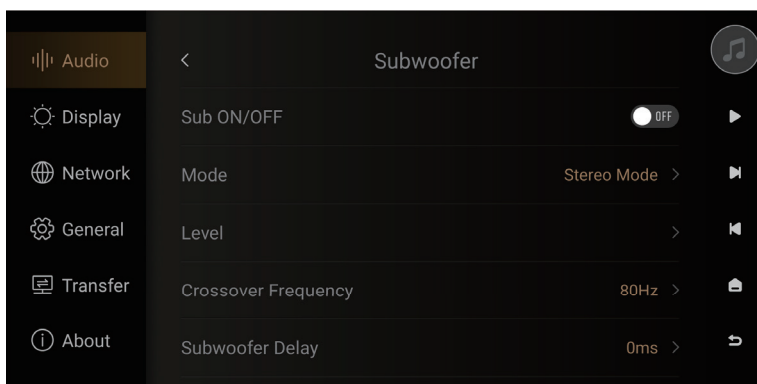 Audio
Display
Network
General
Transfer
About
Subwoofer
Sub ON/OFF OFF
Mode Stereo Mode
Level
Crossover Frequency 80Hz
Subwoofer Delay 0ms